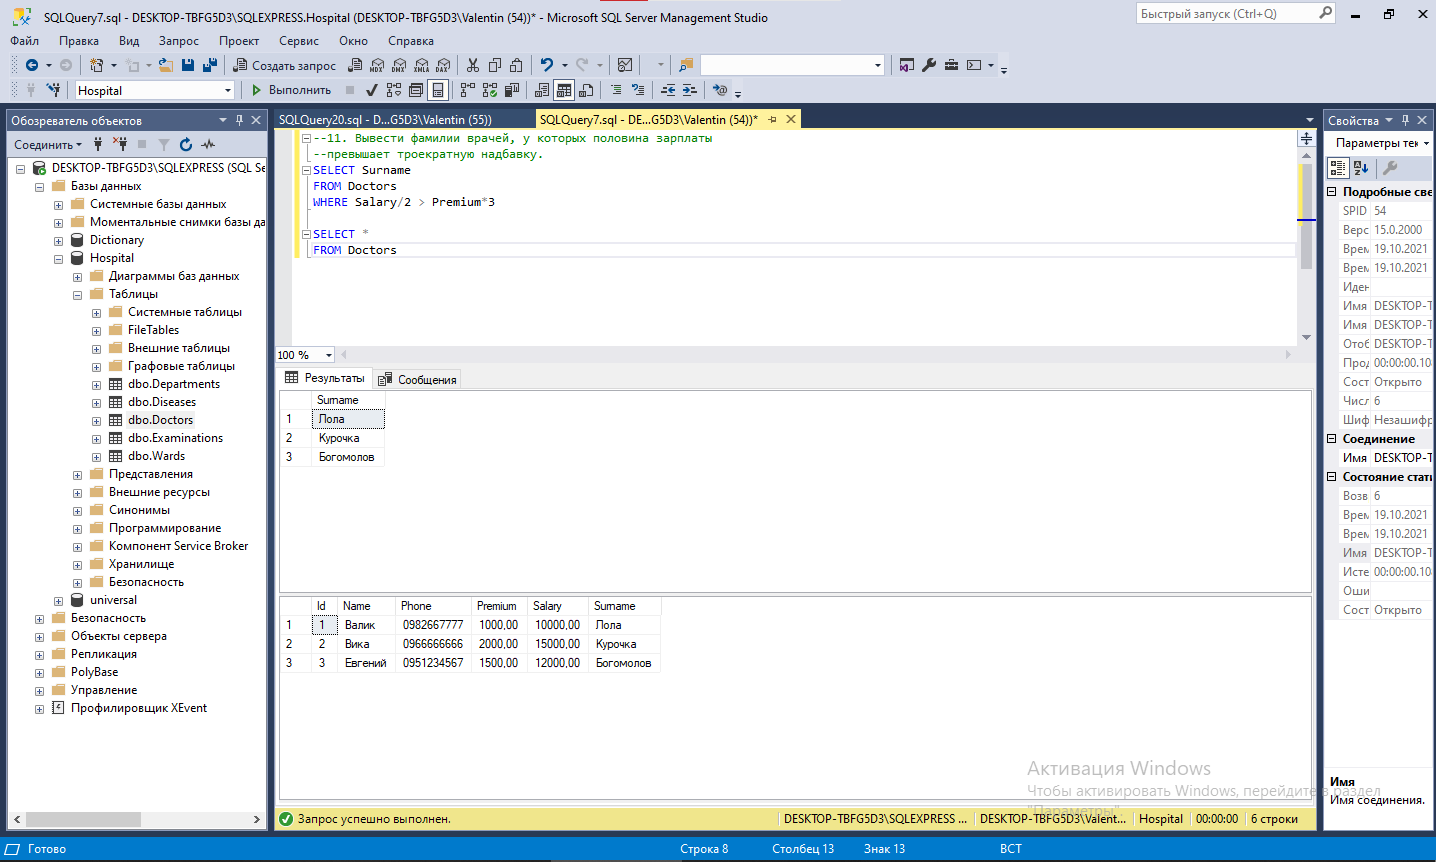 SQLQuery7.sql - DESKTOP-TBFG5D3\SQLEXPRESS.Hospital (DESKTOP-TBFG5D3\Valentin (54))* - Microsoft SQL Server Management Studio
Быстрый запуск (Ctrl+Q)
Файл Правка Вид Запрос Проект Сервис Окно Справка
Создать запрос MDX DMX XMLA DAX
Hospital Выполнить
Обозреватель объектов
Соединить
DESKTOP-TBFG5D3\SQLEXPRESS (SQL Se
Базы данных
Системные базы данных
Моментальные снимки базы да
Dictionary
Hospital
Диаграммы баз данных
Таблицы
Системные таблицы
FileTables
Внешние таблицы
Графовые таблицы
dbo.Departments
dbo.Diseases
dbo.Doctors
dbo.Examinations
dbo.Wards
Представления
Внешние ресурсы
Синонимы
Программирование
Компонент Service Broker
Хранилище
Безопасность
universal
Безопасность
Объекты сервера
Репликация
PolyBase
Управление
Профилировщик XEvent
SQLQuery20.sql - D...G5D3\Valentin (55)) SQLQuery7.sql - DE...G5D3\Valentin (54))*
--11. Вывести фамилии врачей, у которых половина зарплаты
--превышает троекратную надбавку.
SELECT Surname
FROM Doctors
WHERE Salary/2 > Premium*3
SELECT *
FROM Doctors
100 %
Результаты Сообщения
Surname
1 Лола
2 Курочка
3 Богомолов
Id Name Phone Premium Salary Surname
1 1 Валик 0982667777 1000,00 10000,00 Лола
2 2 Вика 0966666666 2000,00 15000,00 Курочка
3 3 Евгений 0951234567 1500,00 12000,00 Богомолов
Запрос успешно выполнен. DESKTOP-TBFG5D3\SQLEXPRESS ... DESKTOP-TBFG5D3\Valent... Hospital 00:00:00 6 строки
Свойства
Параметры тек
Подробные све
SPID 54
Верс 15.0.2000
Врем 19.10.2021
Врем 19.10.2021
Иден
Имя DESKTOP-T
Имя DESKTOP-T
Отоб DESKTOP-T
Прод 00:00:00.10
Сост Открыто
Числ 6
Шиф Незашифр
Соединение
Имя DESKTOP-T
Состояние стати
Возв 6
Врем 19.10.2021
Врем 19.10.2021
Имя DESKTOP-T
Исте 00:00:00.10
Оши
Сост Открыто
Имя
Имя соединения.
Активация Windows
Чтобы активировать Windows, перейдите в раздел
"Параметры".
Готово Строка 8 Столбец 13 Знак 13 ВСТ